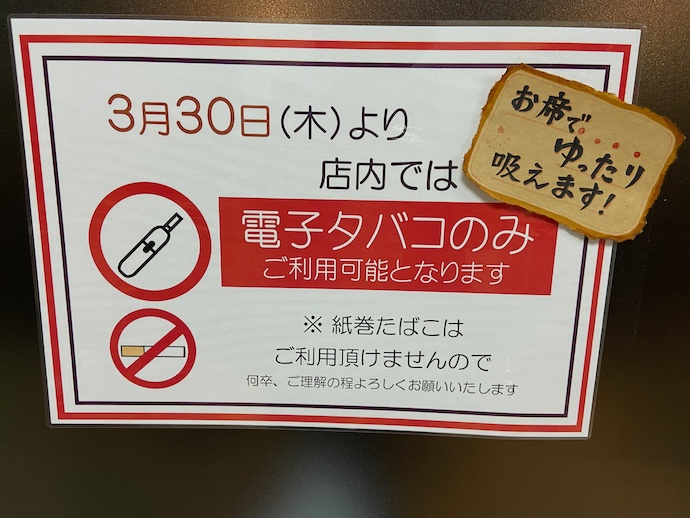 3月30日(木)より
店内では
電子タバコのみ
ご利用可能となります
※ 紙巻たばこは
ご利用頂けませんので
何卒、ご理解の程よろしくお願いいたします
お席で
ゆったり
吸えます!